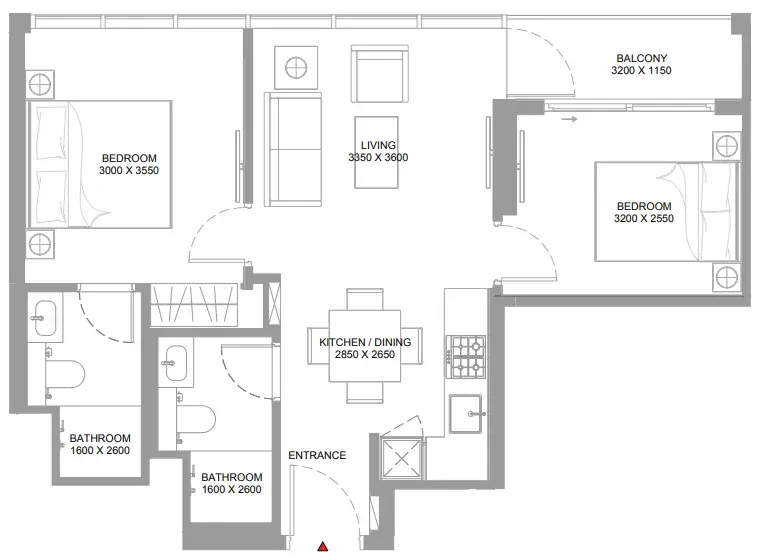 BALCONY
3200 X 1150
BEDROOM
3000 X 3550
LIVING
3350 X 3600
BEDROOM
3200 X 2550
KITCHEN / DINING
2850 X 2650
BATHROOM
1600 X 2600
ENTRANCE
BATHROOM
1600 X 2600